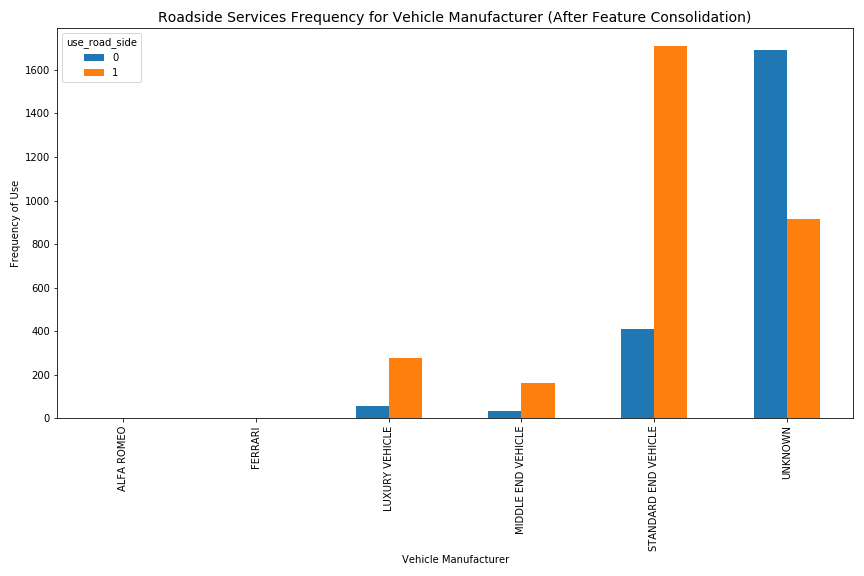 Roadside Services Frequency for Vehicle Manufacturer (After Feature Consolidation)
use_road_side
0
1
1600
1400
1200
1000
800
600
400
200
0
Frequency of Use
ALFA ROMEO
FERRARI
LUXURY VEHICLE
MIDDLE END VEHICLE
STANDARD END VEHICLE
UNKNOWN
Vehicle Manufacturer